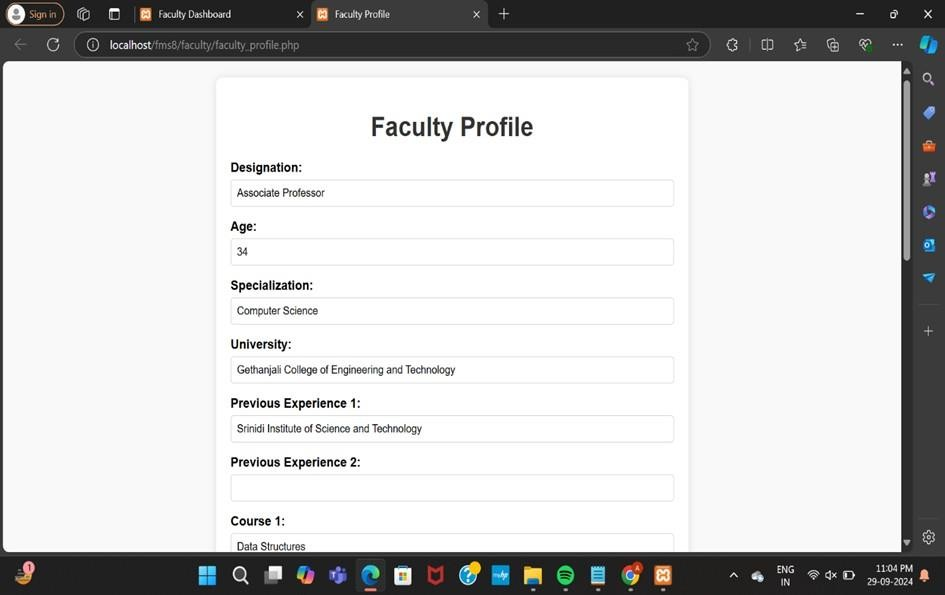 Sign in
Faculty Dashboard
Faculty Profile
localhost/fms8/faculty/faculty_profile.php
Faculty Profile
Designation:
Associate Professor
Age:
34
Specialization:
Computer Science
University:
Gethanjali College of Engineering and Technology
Previous Experience 1:
Srinidi Institute of Science and Technology
Previous Experience 2:
Course 1:
Data Structures
1
ENG
IN
11:04 PM
29-09-2024